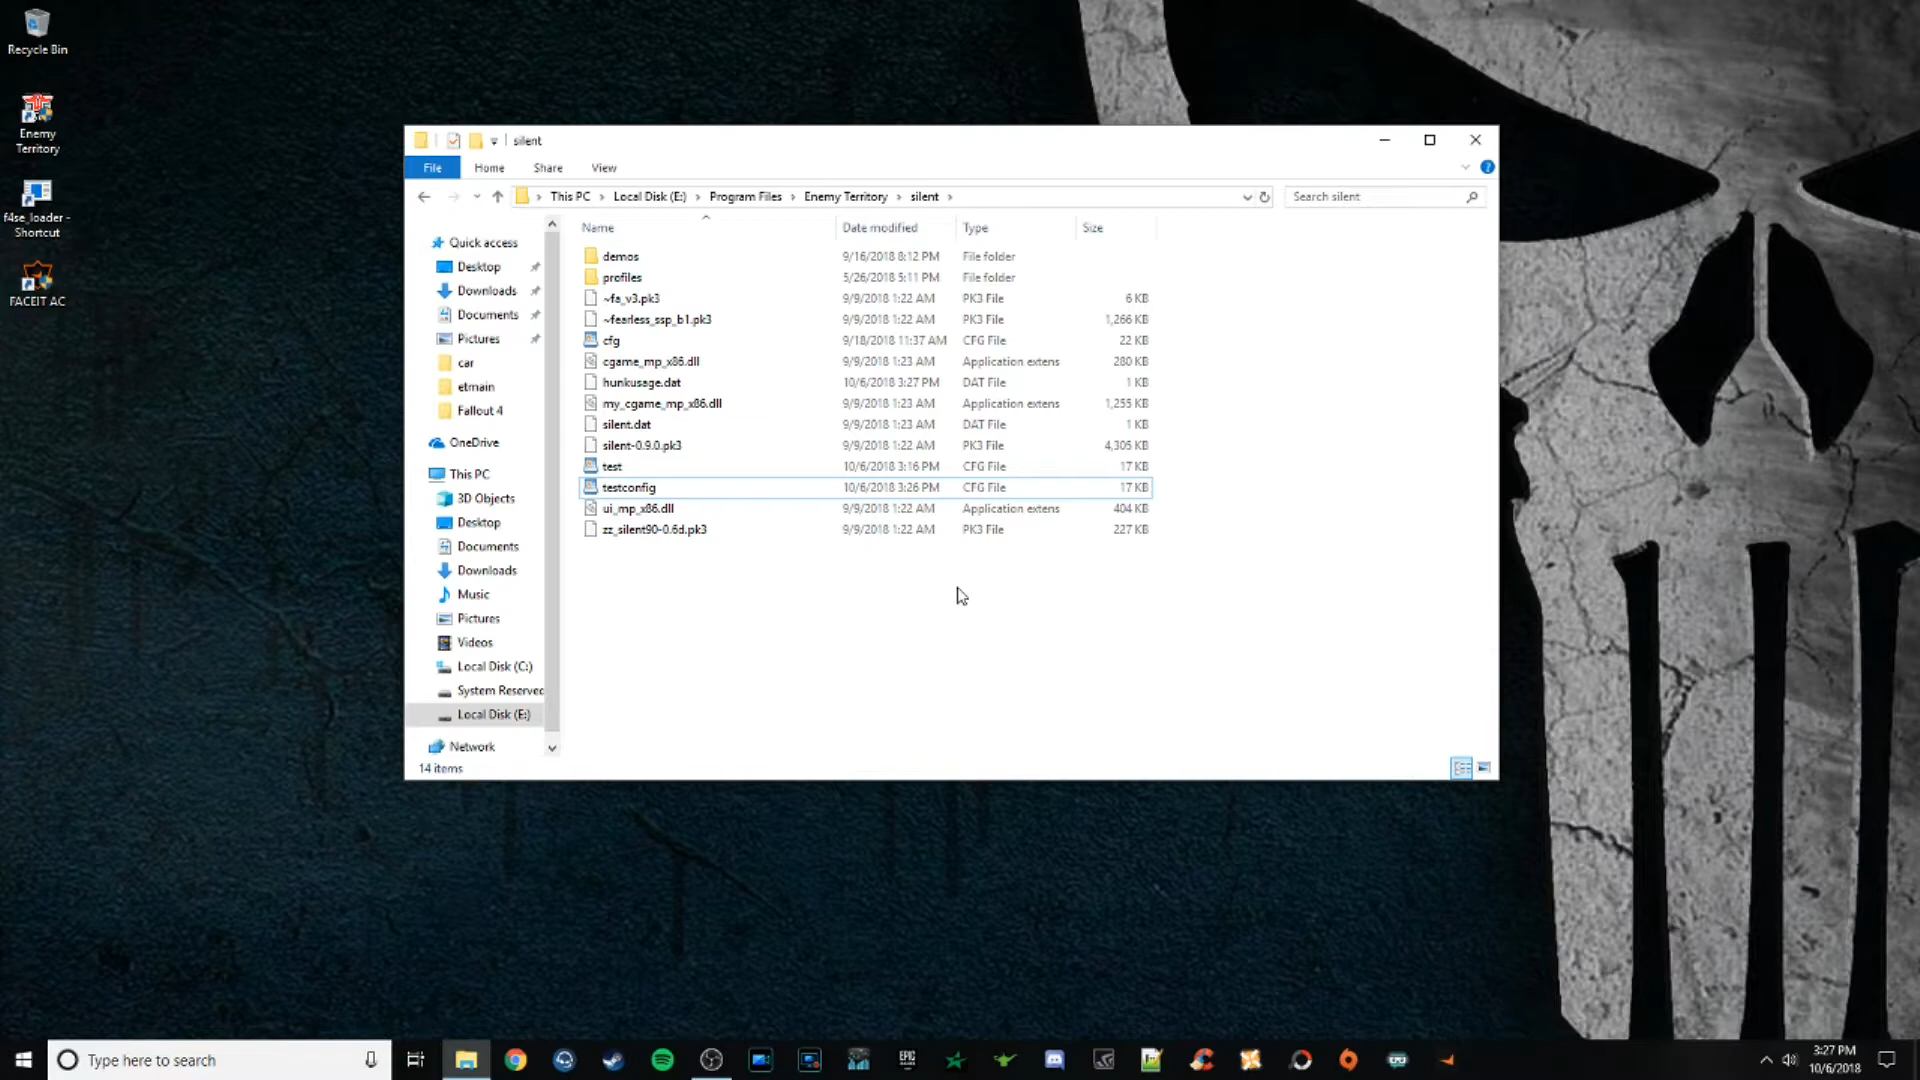 Recycle Bin
Enemy
Territory
f4se_loader -
Shortcut
FACEIT AC
silent
File Home Share View
This PC Local Disk (E:) Program Files Enemy Territory silent
Search silent
Name Date modified Type Size
Quick access
Desktop
Downloads
Documents
Pictures
car
etmain
Fallout 4
OneDrive
This PC
3D Objects
Desktop
Documents
Downloads
Music
Pictures
Videos
Local Disk (C:)
System Reserved
Local Disk (E:)
Network
demos 9/16/2018 8:12 PM File folder
profiles 5/26/2018 5:11 PM File folder
~fa_v3.pk3 9/9/2018 1:22 AM PK3 File 6 KB
~fearless_ssp_b1.pk3 9/9/2018 1:22 AM PK3 File 1,266 KB
cfg 9/18/2018 11:37 AM CFG File 22 KB
cgame_mp_x86.dll 9/9/2018 1:23 AM Application extens 280 KB
hunkusage.dat 10/6/2018 3:27 PM DAT File 1 KB
my_cgame_mp_x86.dll 9/9/2018 1:23 AM Application extens 1,255 KB
silent.dat 9/9/2018 1:23 AM DAT File 1 KB
silent-0.9.0.pk3 9/9/2018 1:22 AM PK3 File 4,305 KB
test 10/6/2018 3:16 PM CFG File 17 KB
testconfig 10/6/2018 3:26 PM CFG File 17 KB
ui_mp_x86.dll 9/9/2018 1:22 AM Application extens 404 KB
zz_silent90-0.6d.pk3 9/9/2018 1:22 AM PK3 File 227 KB
14 items
Type here to search
EPIC
3:27 PM
10/6/2018